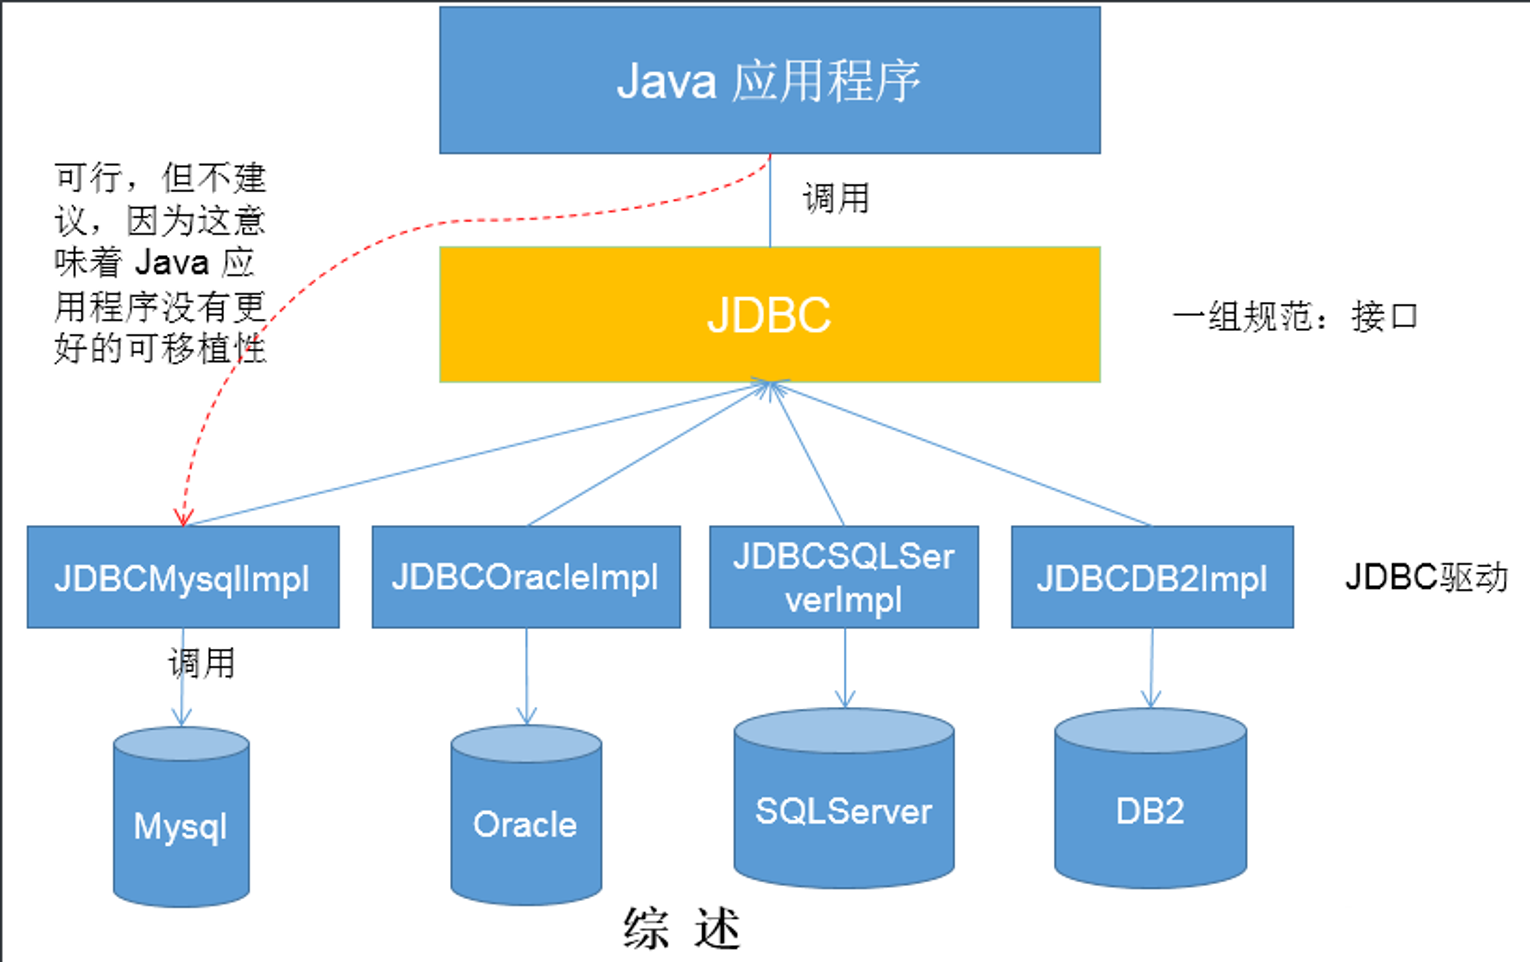 Java 应用程序
可行，但不建
议，因为这意
味着 Java 应
用程序没有更
好的可移植性
调用
JDBC
一组规范：接口
JDBCMysqlImpl
JDBCOracleImpl
JDBCSQLSer
verImpl
JDBCDB2Impl
JDBC驱动
调用
Mysql
Oracle
SQLServer
DB2
综 述